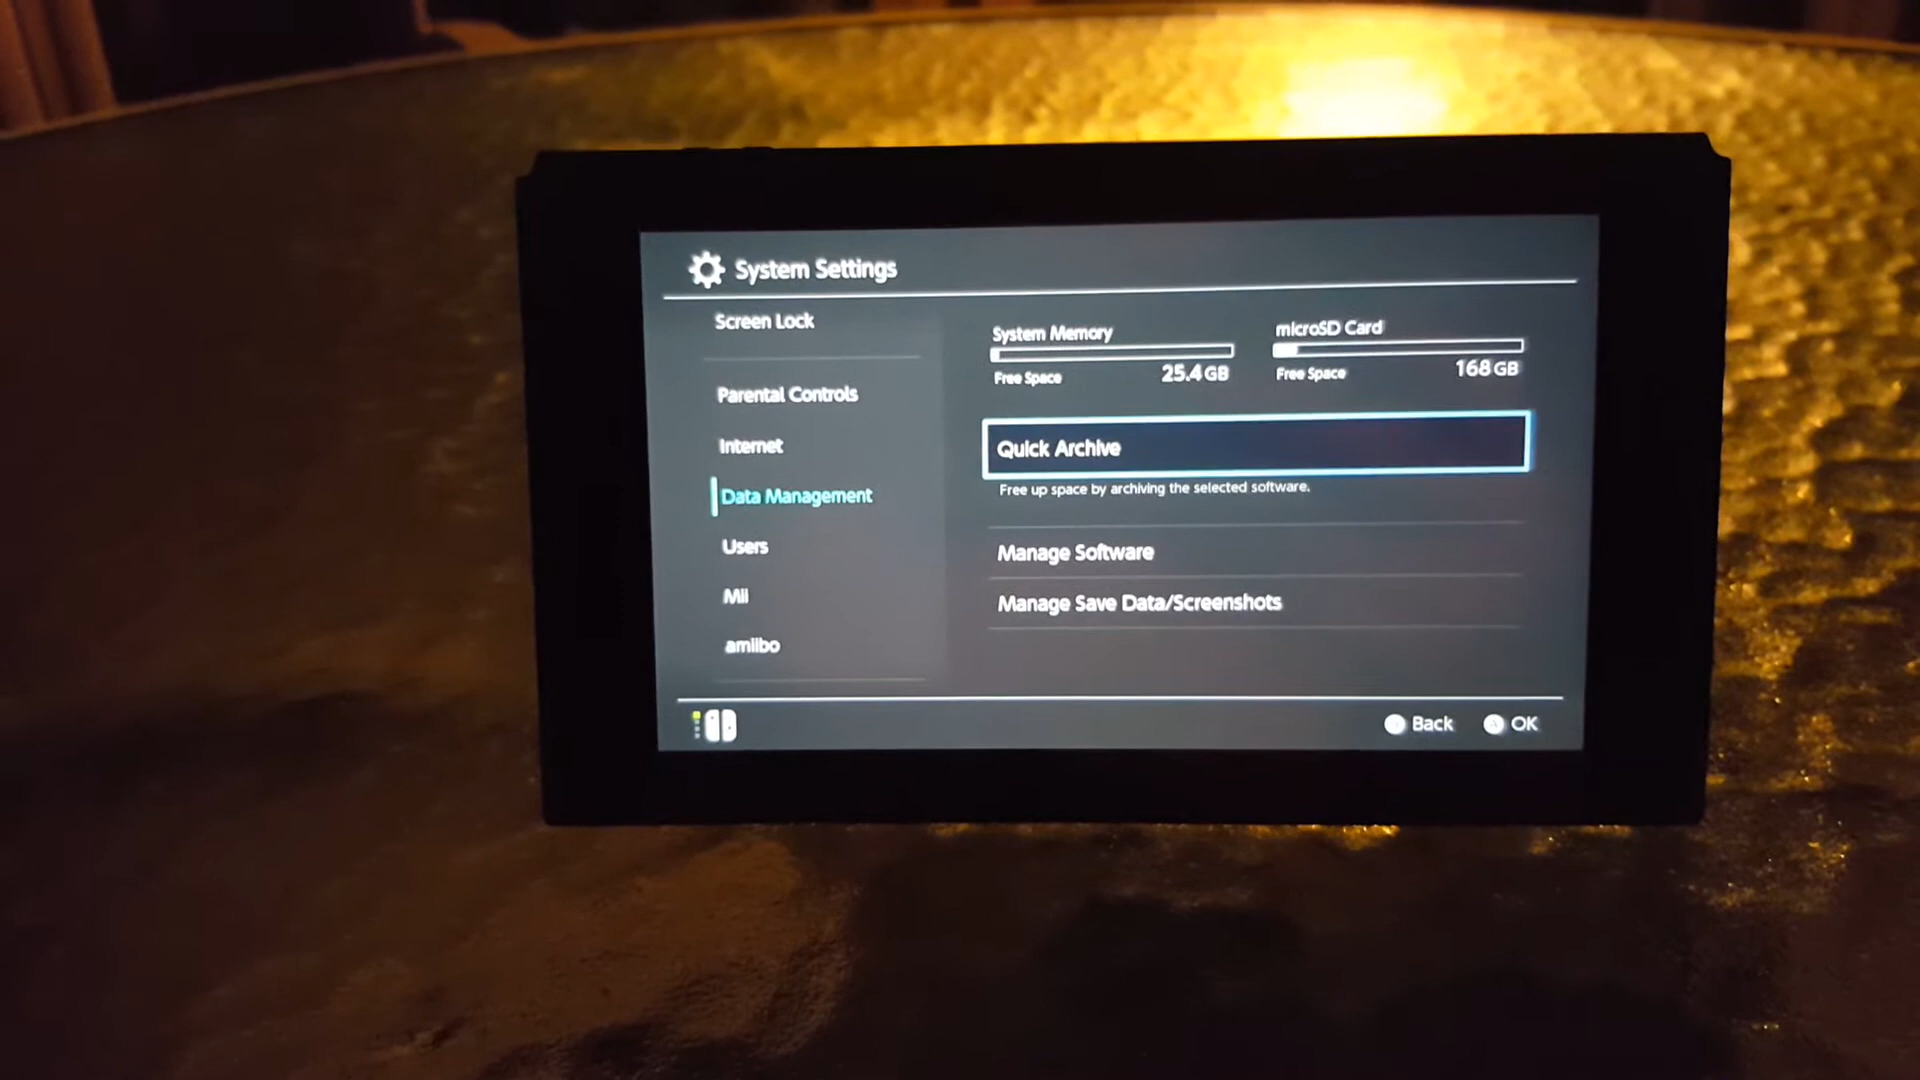 System Settings
Screen Lock
Parental Controls
Internet
Data Management
Users
Mii
amiibo
System Memory
Free Space 25.4 GB
microSD Card
Free Space 168 GB
Quick Archive
Free up space by archiving the selected software.
Manage Software
Manage Save Data/Screenshots
Back
OK